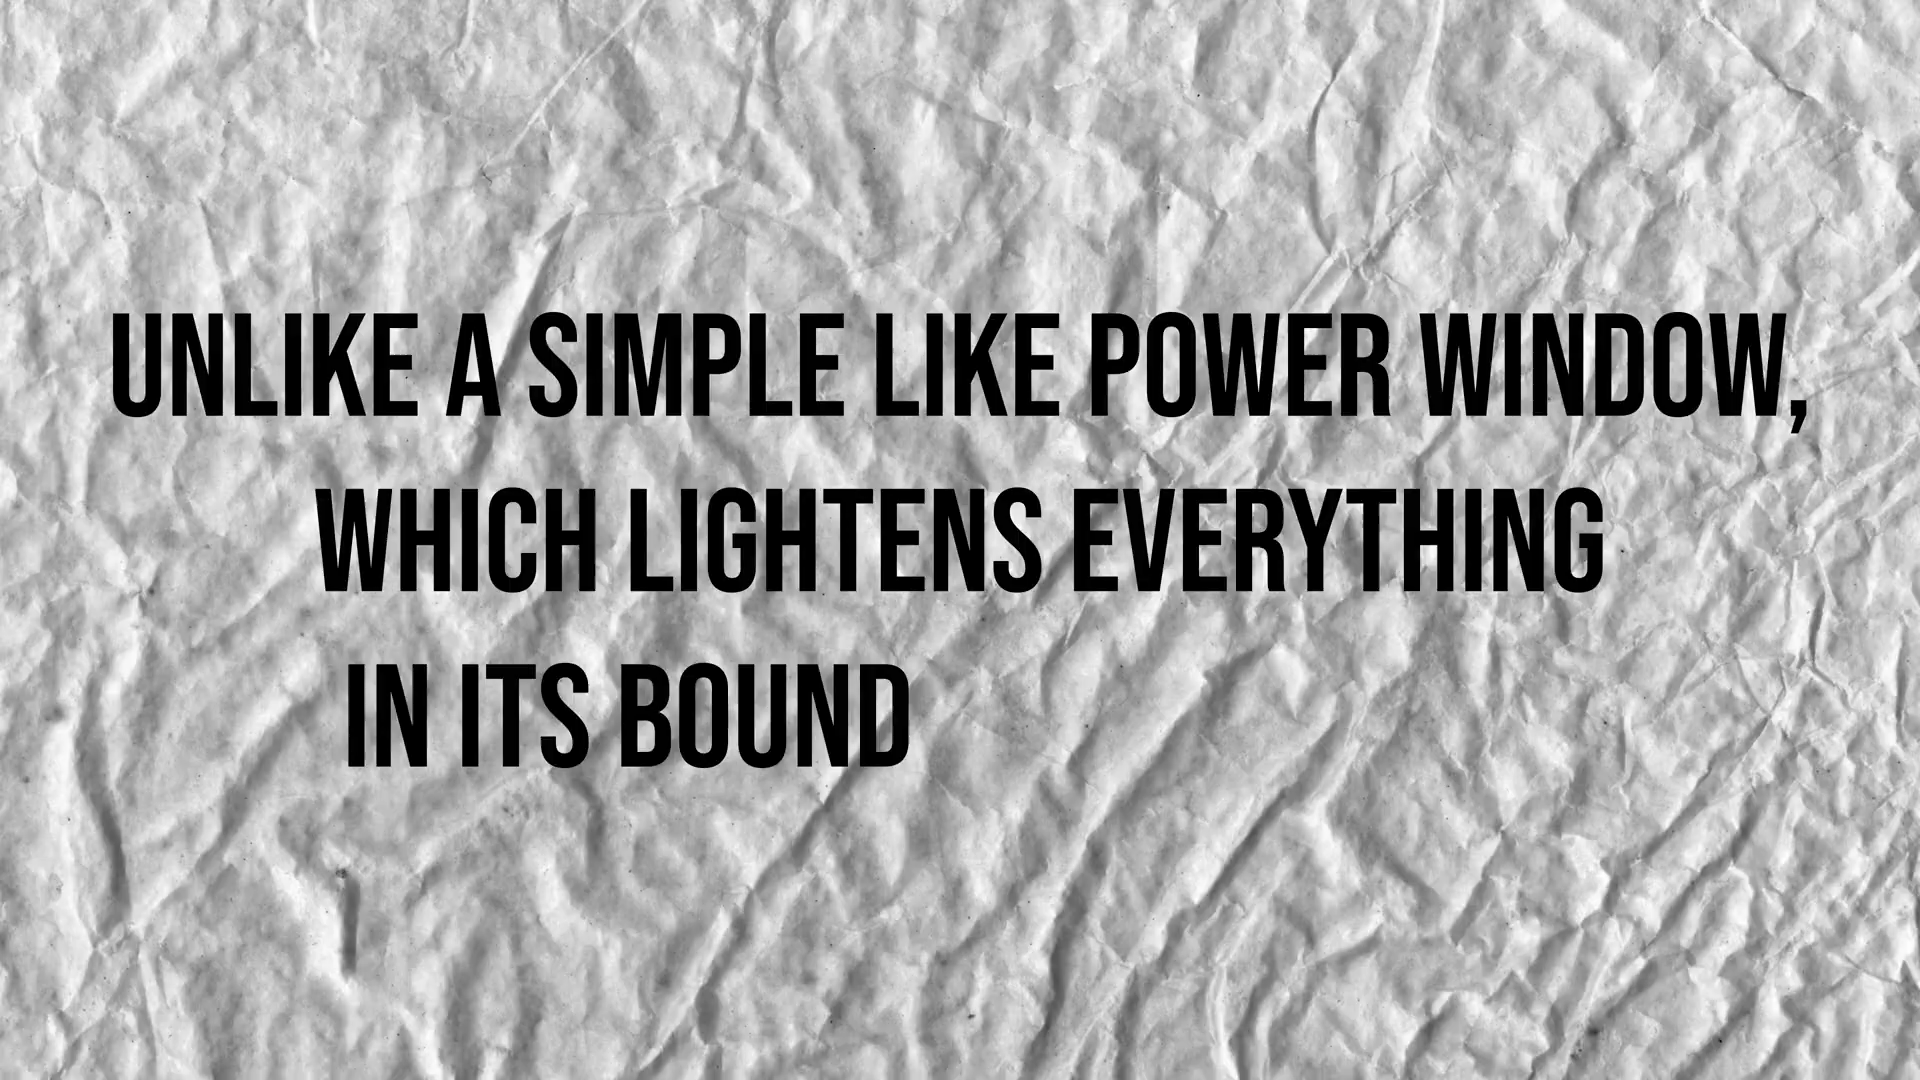 UNLIKE A SIMPLE LIKE POWER WINDOW,
WHICH LIGHTENS EVERYTHING
IN ITS BOUND